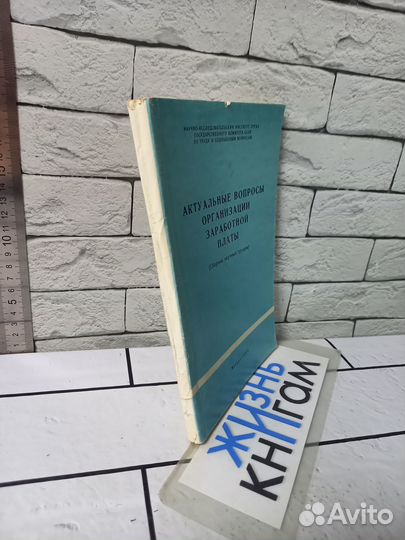 НАУЧНО-ИССЛЕДОВАТЕЛЬСКИЙ ИНСТИТУТ ТРУДА
ГОСУДАРСТВЕННОГО КОМИТЕТА СССР
ПО ТРУДУ И СОЦИАЛЬНЫМ ВОПРОСАМ
АКТУАЛЬНЫЕ ВОПРОСЫ
ОРГАНИЗАЦИИ
ЗАРАБОТНОЙ
ПЛАТЫ
(Сборник научных трудов)
ЖИЗНЬ
КНИГАМ
Avito